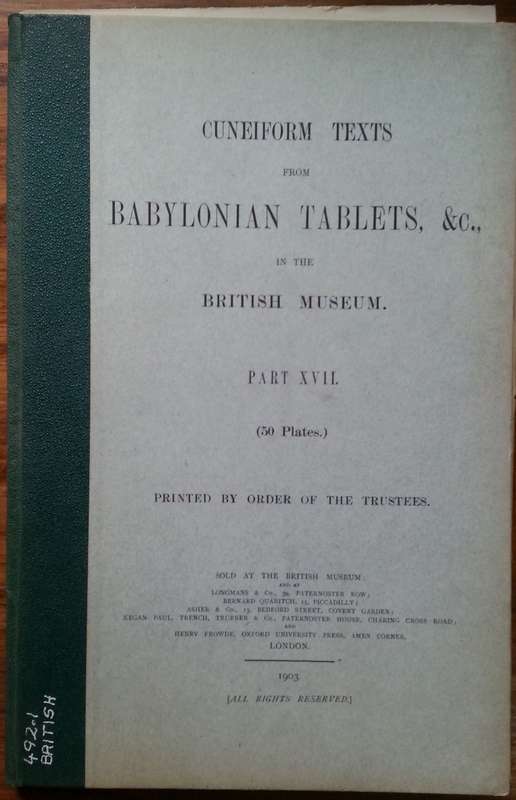 CUNEIFORM TEXTS
FROM
BABYLONIAN TABLETS, &c.,
IN THE
BRITISH MUSEUM.
PART XVII.
(50 Plates.)
PRINTED BY ORDER OF THE TRUSTEES.
SOLD AT THE BRITISH MUSEUM;
AND AT
LONGMANS & Co., 39, PATERNOSTER ROW;
BERNARD QUARITCH, 15, PICCADILLY;
ASHER & Co., 13, BEDFORD STREET, COVENT GARDEN;
KEGAN PAUL, TRENCH, TRÜBNER & Co., PATERNOSTER HOUSE, CHARING CROSS ROAD;
AND
HENRY FROWDE, OXFORD UNIVERSITY PRESS, AMEN CORNER,
LONDON.
1903
[ALL RIGHTS RESERVED.]
492.1
BRITISH